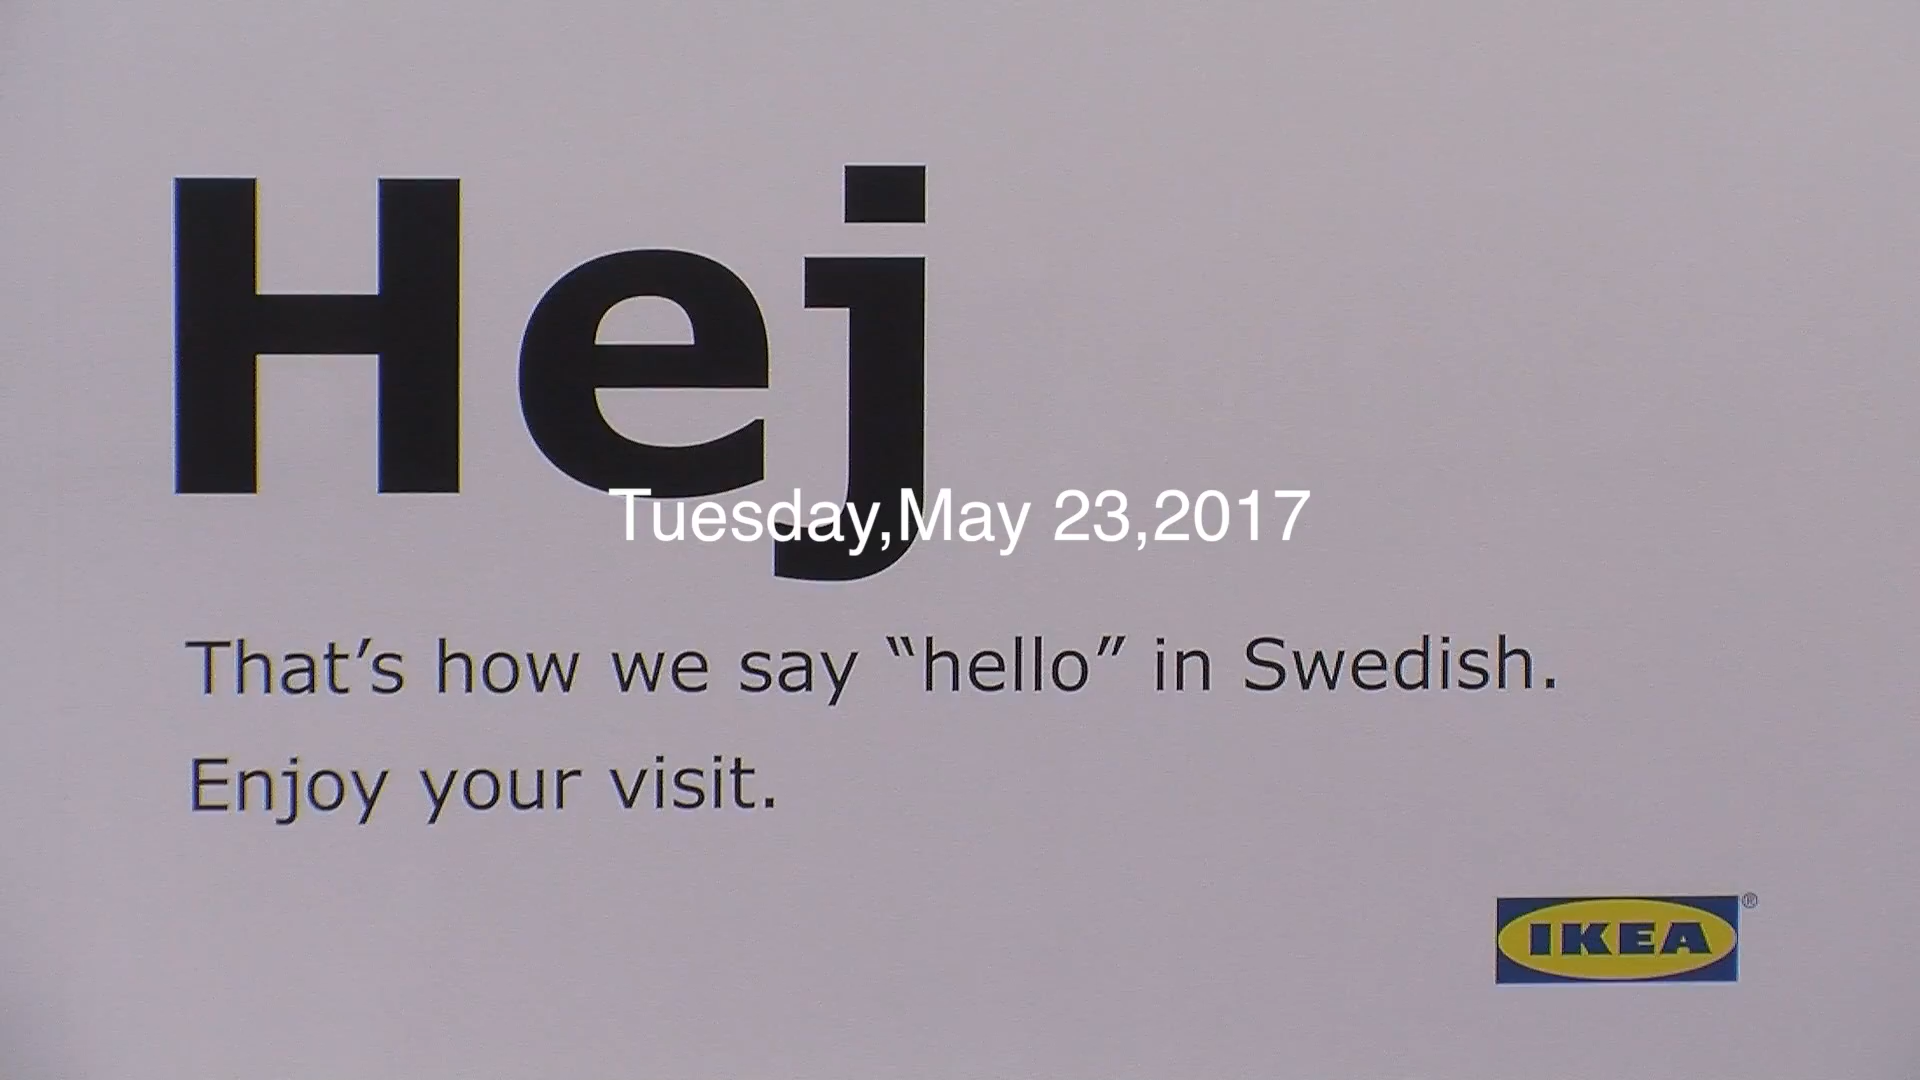 Hej
Tuesday,May 23,2017
That’s how we say “hello” in Swedish.
Enjoy your visit.
IKEA®